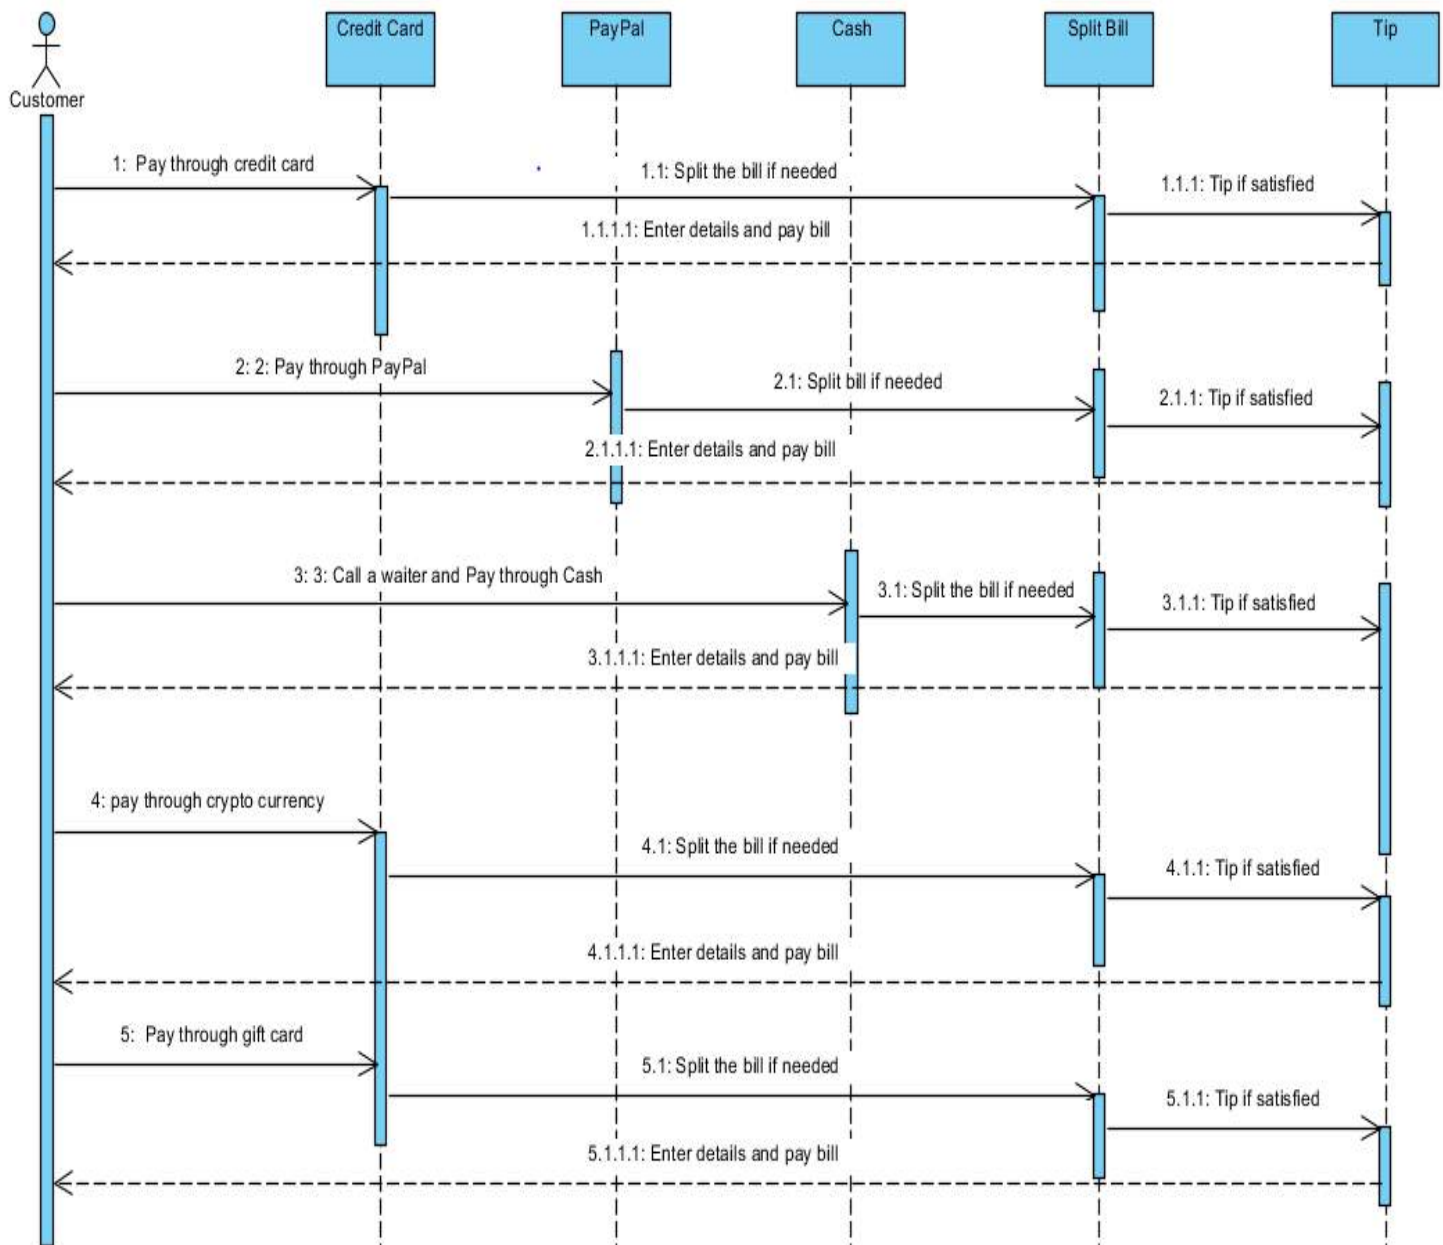 Credit Card
PayPal
Cash
Split Bill
Tip
Customer
1: Pay through credit card
1.1: Split the bill if needed
1.1.1: Tip if satisfied
1.1.1.1: Enter details and pay bill
2: 2: Pay through PayPal
2.1: Split bill if needed
2.1.1: Tip if satisfied
2.1.1.1: Enter details and pay bill
3: 3: Call a waiter and Pay through Cash
3.1: Split the bill if needed
3.1.1: Tip if satisfied
3.1.1.1: Enter details and pay bill
4: pay through crypto currency
4.1: Split the bill if needed
4.1.1: Tip if satisfied
4.1.1.1: Enter details and pay bill
5: Pay through gift card
5.1: Split the bill if needed
5.1.1: Tip if satisfied
5.1.1.1: Enter details and pay bill